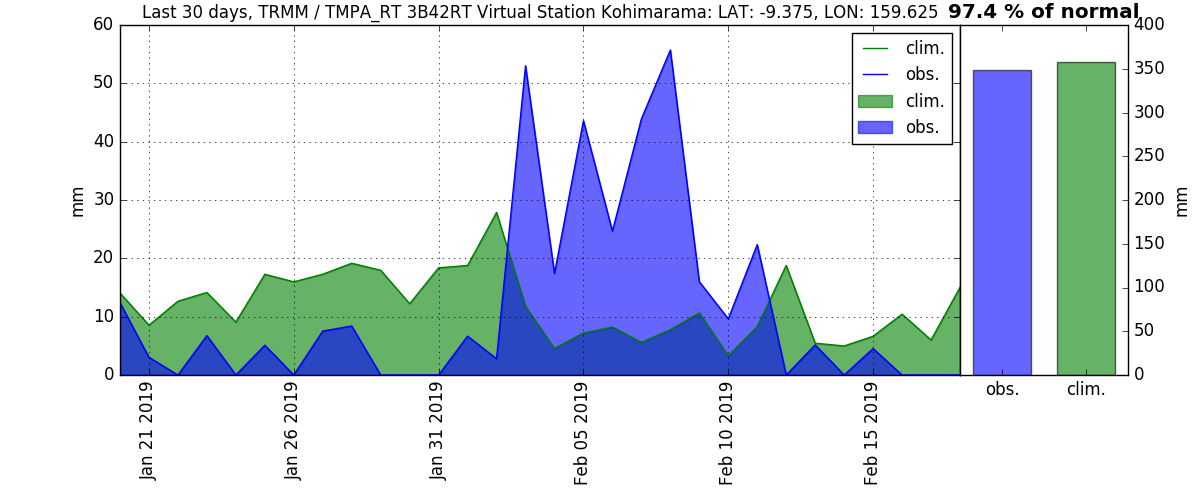 Last 30 days, TRMM / TMPA_RT 3B42RT Virtual Station Kohimarama: LAT: -9.375, LON: 159.625 97.4 % of normal
60
50
40
30
20
10
0
mm
clim.
obs.
clim.
obs.
Jan 21 2019
Jan 26 2019
Jan 31 2019
Feb 05 2019
Feb 10 2019
Feb 15 2019
400
350
300
250
200
150
100
50
0
mm
obs. clim.